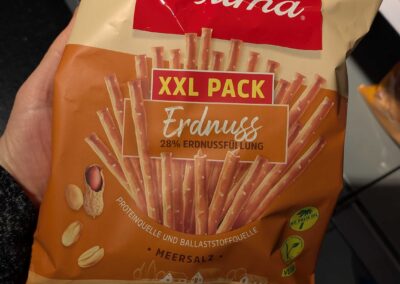 XXL PACK
Erdnuss
28% ERDNUSSFÜLLUNG
PROTEINQUELLE UND BALLASTSTOFFQUELLE
• MEERSALZ •